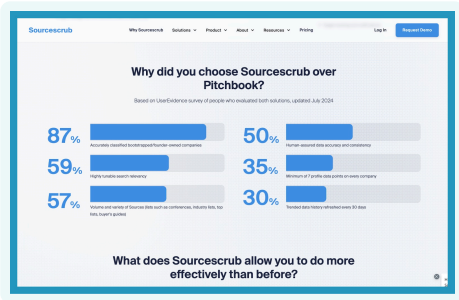 Sourcescrub
Why Sourcescrub Solutions Product About Resources Pricing
Log In
Request Demo
Why did you choose Sourcescrub over
Pitchbook?
Based on UserEvidence survey of people who evaluated both solutions, updated July 2024
87%
Accurately classified bootstrapped/founder-owned companies
59%
Highly tunable search relevancy
57%
Volume and variety of Sources (lists such as conferences, industry lists, top
lists, buyer's guides)
50%
Human-assured data accuracy and consistency
35%
Minimum of 7 profile data points on every company
30%
Trended data history refreshed every 30 days
What does Sourcescrub allow you to do more
effectively than before?